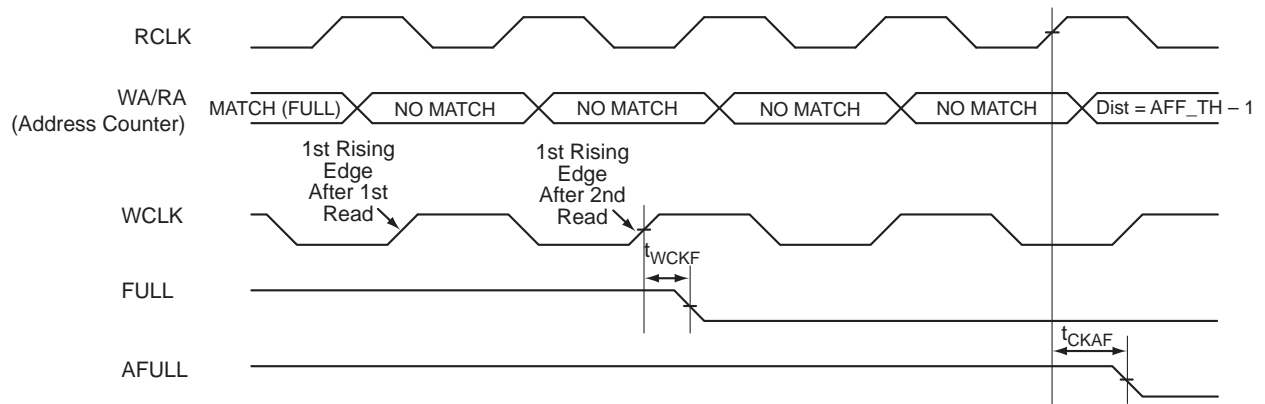 RCLK
WA/RA
(Address Counter)
MATCH (FULL)
NO MATCH
NO MATCH
NO MATCH
NO MATCH
Dist = AFF_TH – 1
1st Rising
Edge
After 1st
Read
1st Rising
Edge
After 2nd
Read
WCLK
tWCKF
FULL
tCKAF
AFULL